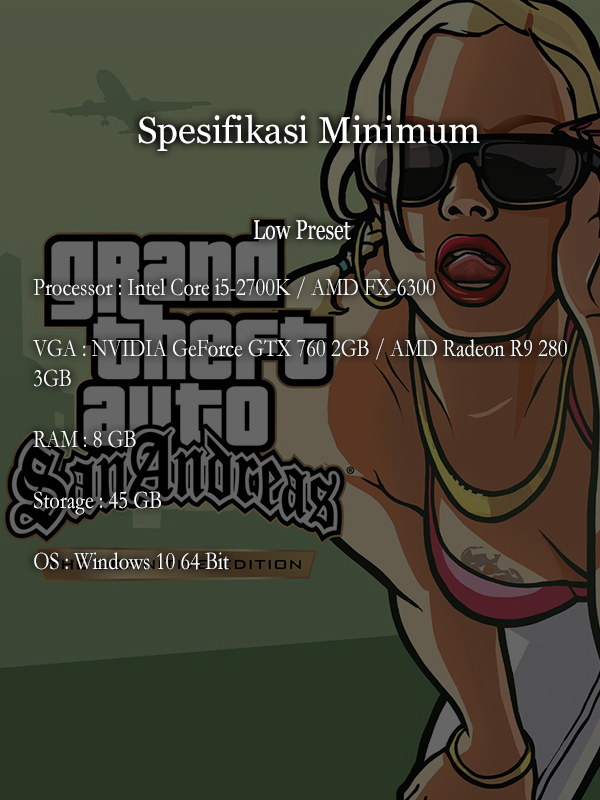 Spesifikasi Minimum
Low Preset
grand
Processor : Intel Core i5-2700K / AMD FX-6300
theft
VGA : NVIDIA GeForce GTX 760 2GB / AMD Radeon R9 280
3GB
auto
RAM : 8 GB
San Andreas®
Storage : 45 GB
OS : Windows 10 64 Bit
EDITION